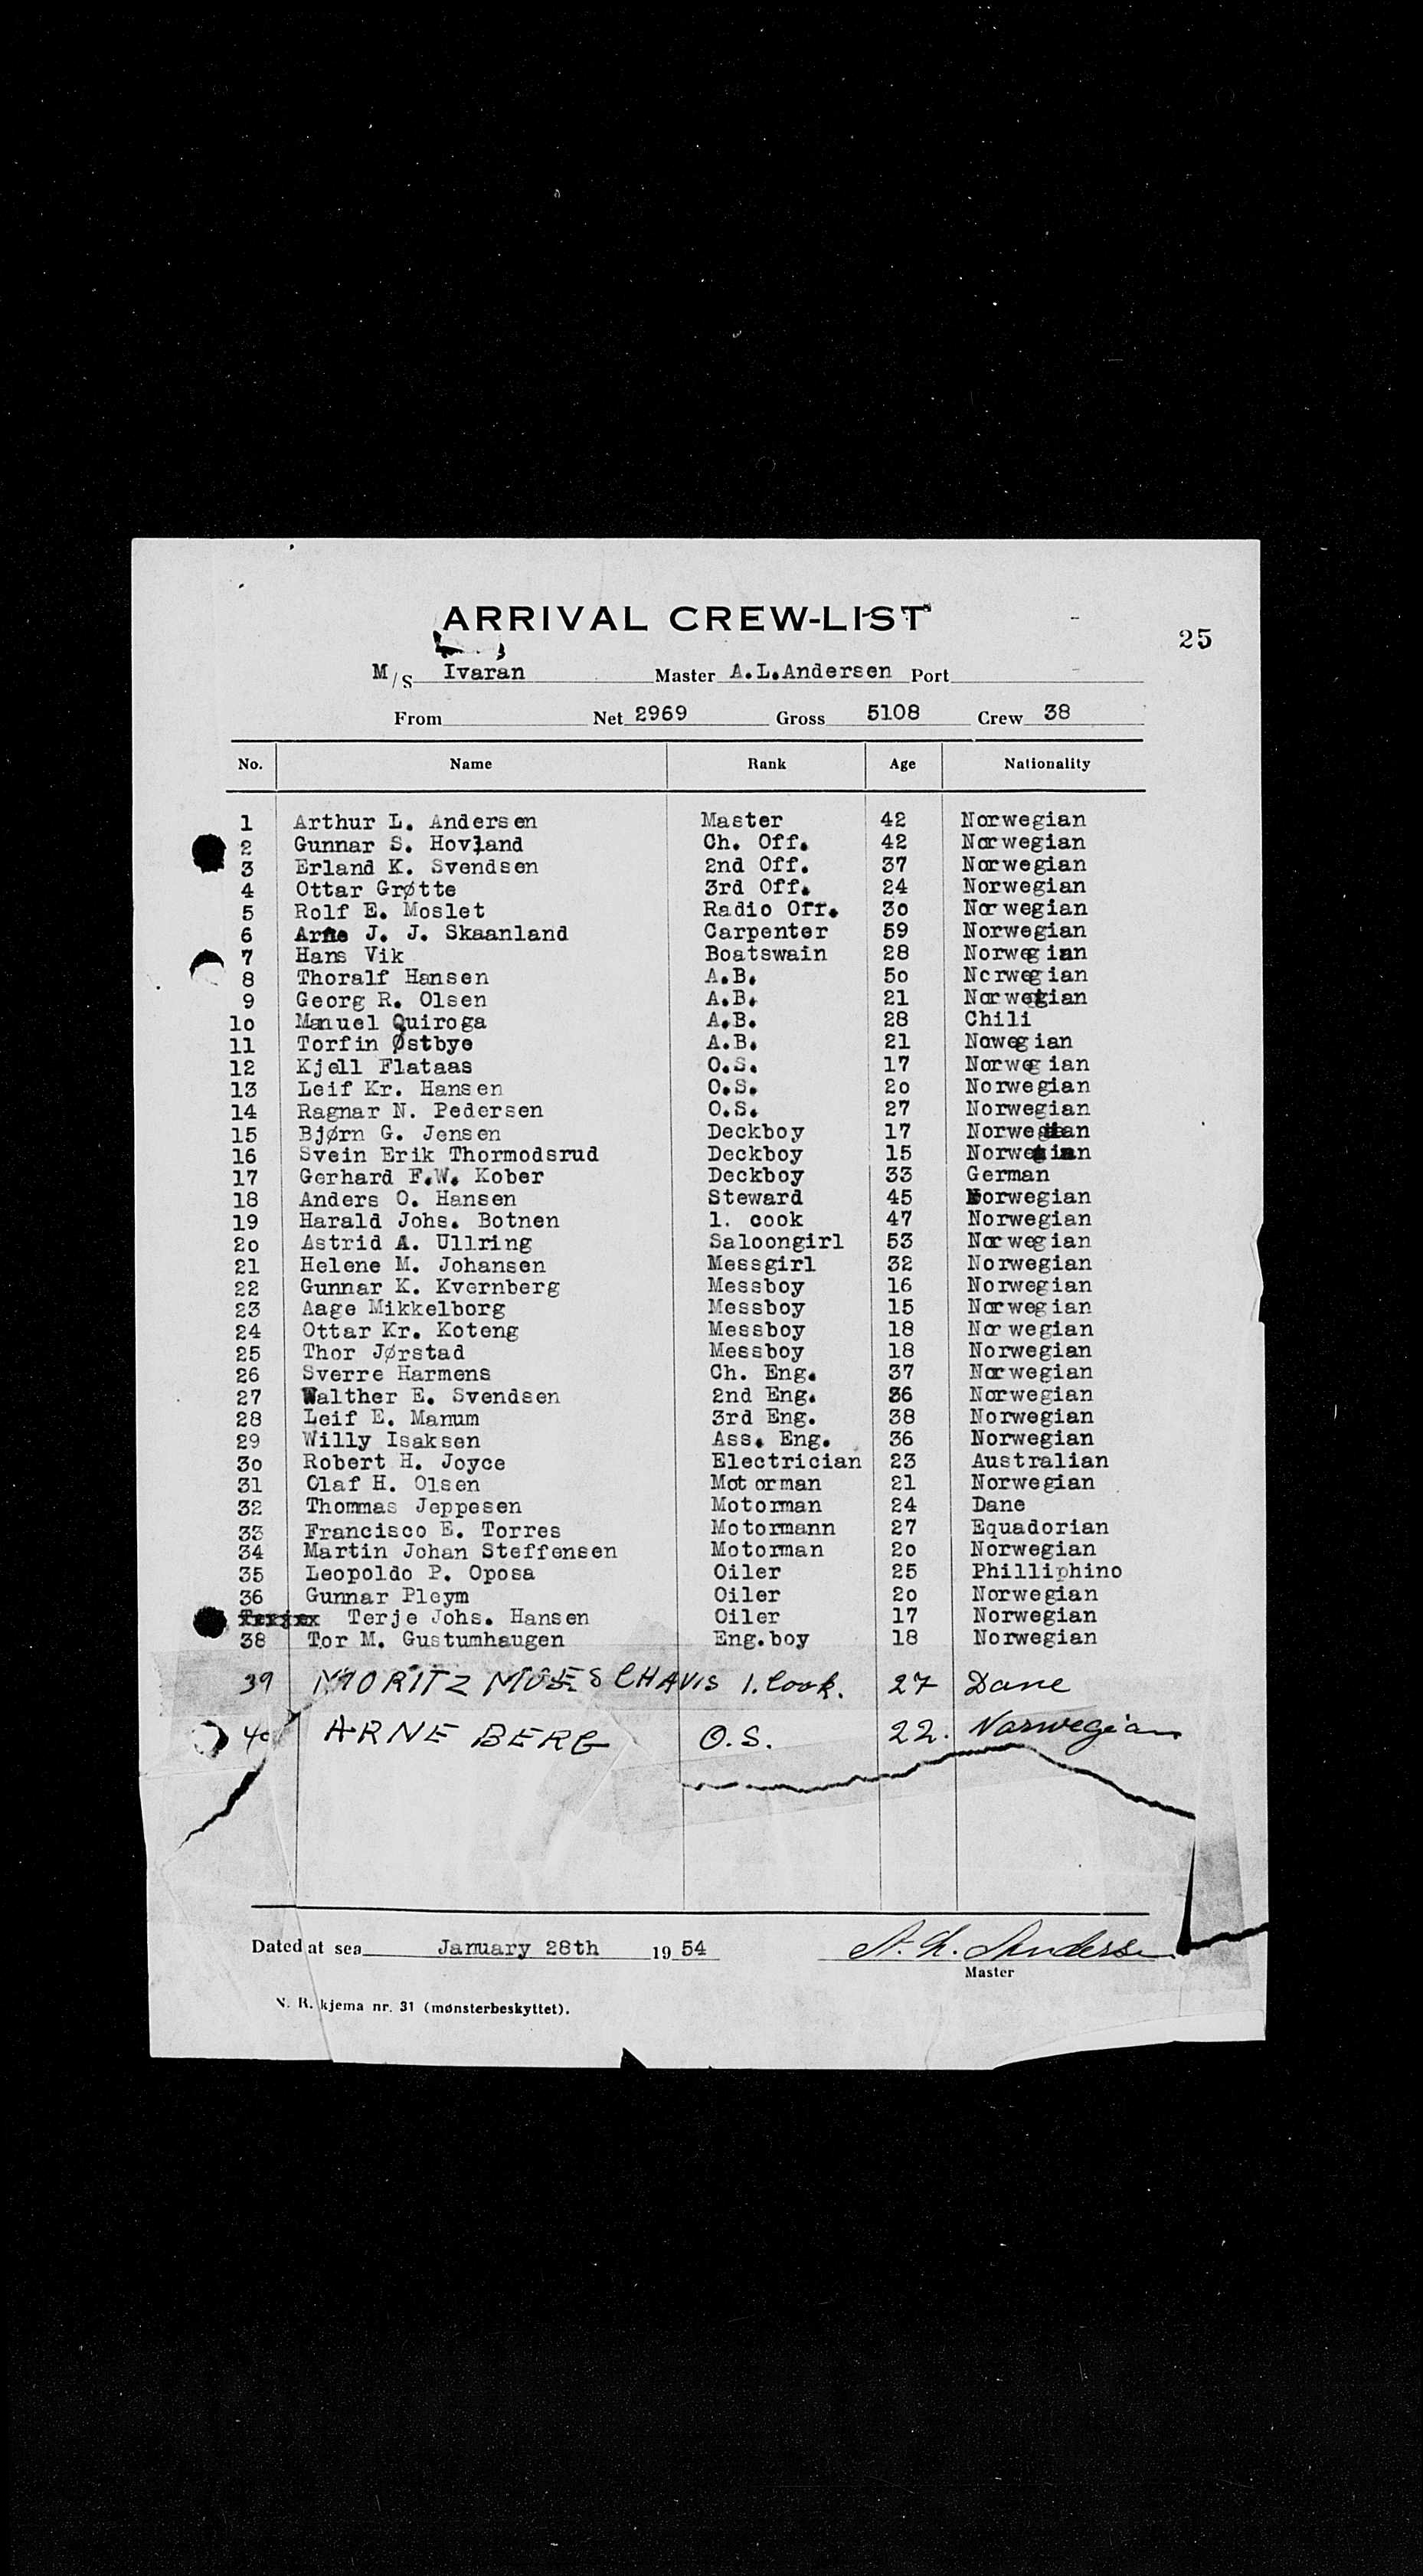 ARRIVAL CREW-LIST
25
M/S Ivaran Master A.L.Andersen Port
From Net 2969 Gross 5108 Crew 38
No. Name Rank Age Nationality
1 Arthur L. Andersen Master 42 Norwegian
2 Gunnar S. Hovland Ch. Off. 42 Norwegian
3 Erland K. Svendsen 2nd Off. 37 Norwegian
4 Ottar Grøtte 3rd Off. 24 Norwegian
5 Rolf E. Moslet Radio Off. 3o Norwegian
6 Arne J. J. Skaanland Carpenter 59 Norwegian
7 Hans Vik Boatswain 28 Norwegian
8 Thoralf Hansen A.B. 5o Norwegian
9 Georg R. Olsen A.B. 21 Norwegian
1o Manuel Quiroga A.B. 28 Chili
11 Torfin Østbye A.B. 21 Nowegian
12 Kjell Flataas O.S. 17 Norwegian
13 Leif Kr. Hansen O.S. 2o Norwegian
14 Ragnar N. Pedersen O.S. 27 Norwegian
15 Bjørn G. Jensen Deckboy 17 Norwegian
16 Svein Erik Thormodsrud Deckboy 15 Norwegian
17 Gerhard F.W. Kober Deckboy 33 German
18 Anders O. Hansen Steward 45 Norwegian
19 Harald Johs. Botnen 1. cook 47 Norwegian
2o Astrid A. Ullring Saloongirl 53 Norwegian
21 Helene M. Johansen Messgirl 32 Norwegian
22 Gunnar K. Kvernberg Messboy 16 Norwegian
23 Aage Mikkelborg Messboy 15 Norwegian
24 Ottar Kr. Koteng Messboy 18 Norwegian
25 Thor Jørstad Messboy 18 Norwegian
26 Sverre Harmens Ch. Eng. 37 Norwegian
27 Walther E. Svendsen 2nd Eng. 36 Norwegian
28 Leif E. Manum 3rd Eng. 38 Norwegian
29 Willy Isaksen Ass. Eng. 36 Norwegian
3o Robert H. Joyce Electrician 23 Australian
31 Olaf H. Olsen Motorman 21 Norwegian
32 Thommas Jeppesen Motorman 24 Dane
33 Francisco E. Torres Motormann 27 Equadorian
34 Martin Johan Steffensen Motorman 2o Norwegian
35 Leopoldo P. Oposa Oiler 25 Philliphino
36 Gunnar Pleym Oiler 2o Norwegian
Terje Johs. Hansen Oiler 17 Norwegian
38 Tor M. Gustumhaugen Eng.boy 18 Norwegian
39 MORITZ CHAVIS 1. Cook. 27 Dane
40 ARNE BERG O.S. 22. Norwegian
Dated at sea January 28th 1954 A. L. Andersen
Master
N. R. kjema nr. 31 (mønsterbeskyttet).